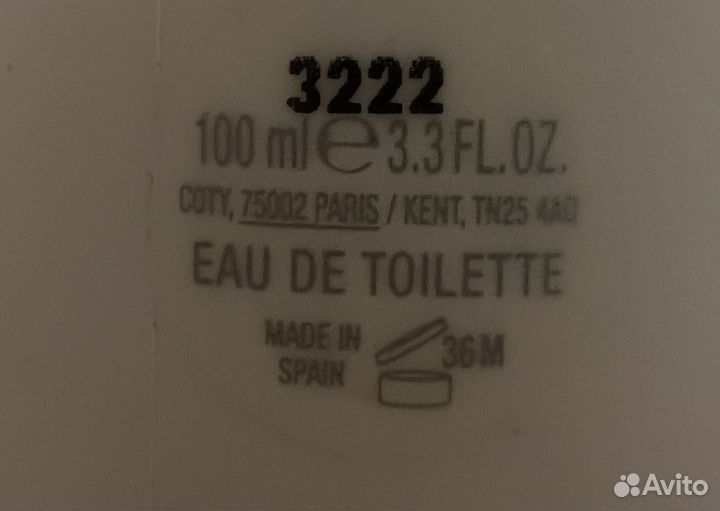 3222
100 ml e 3.3 FL.OZ.
COTY, 75002 PARIS / KENT, TN25 4AQ
EAU DE TOILETTE
MADE IN
SPAIN
36 M
Avito